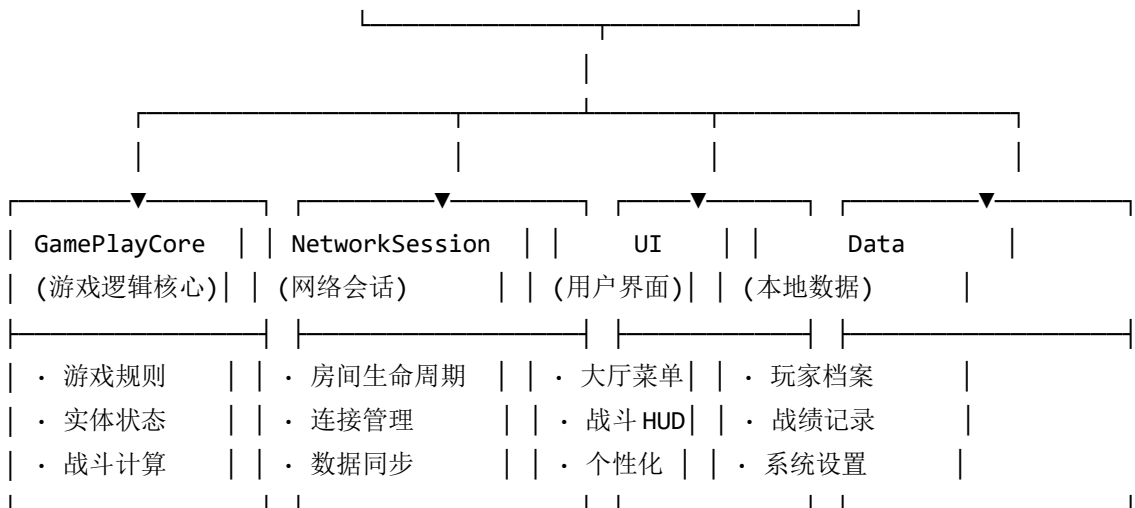 GamePlayCore NetworkSession UI Data
(游戏逻辑核心) (网络会话) (用户界面) (本地数据)
· 游戏规则 · 房间生命周期 · 大厅菜单 · 玩家档案
· 实体状态 · 连接管理 · 战斗 HUD · 战绩记录
· 战斗计算 · 数据同步 · 个性化 · 系统设置